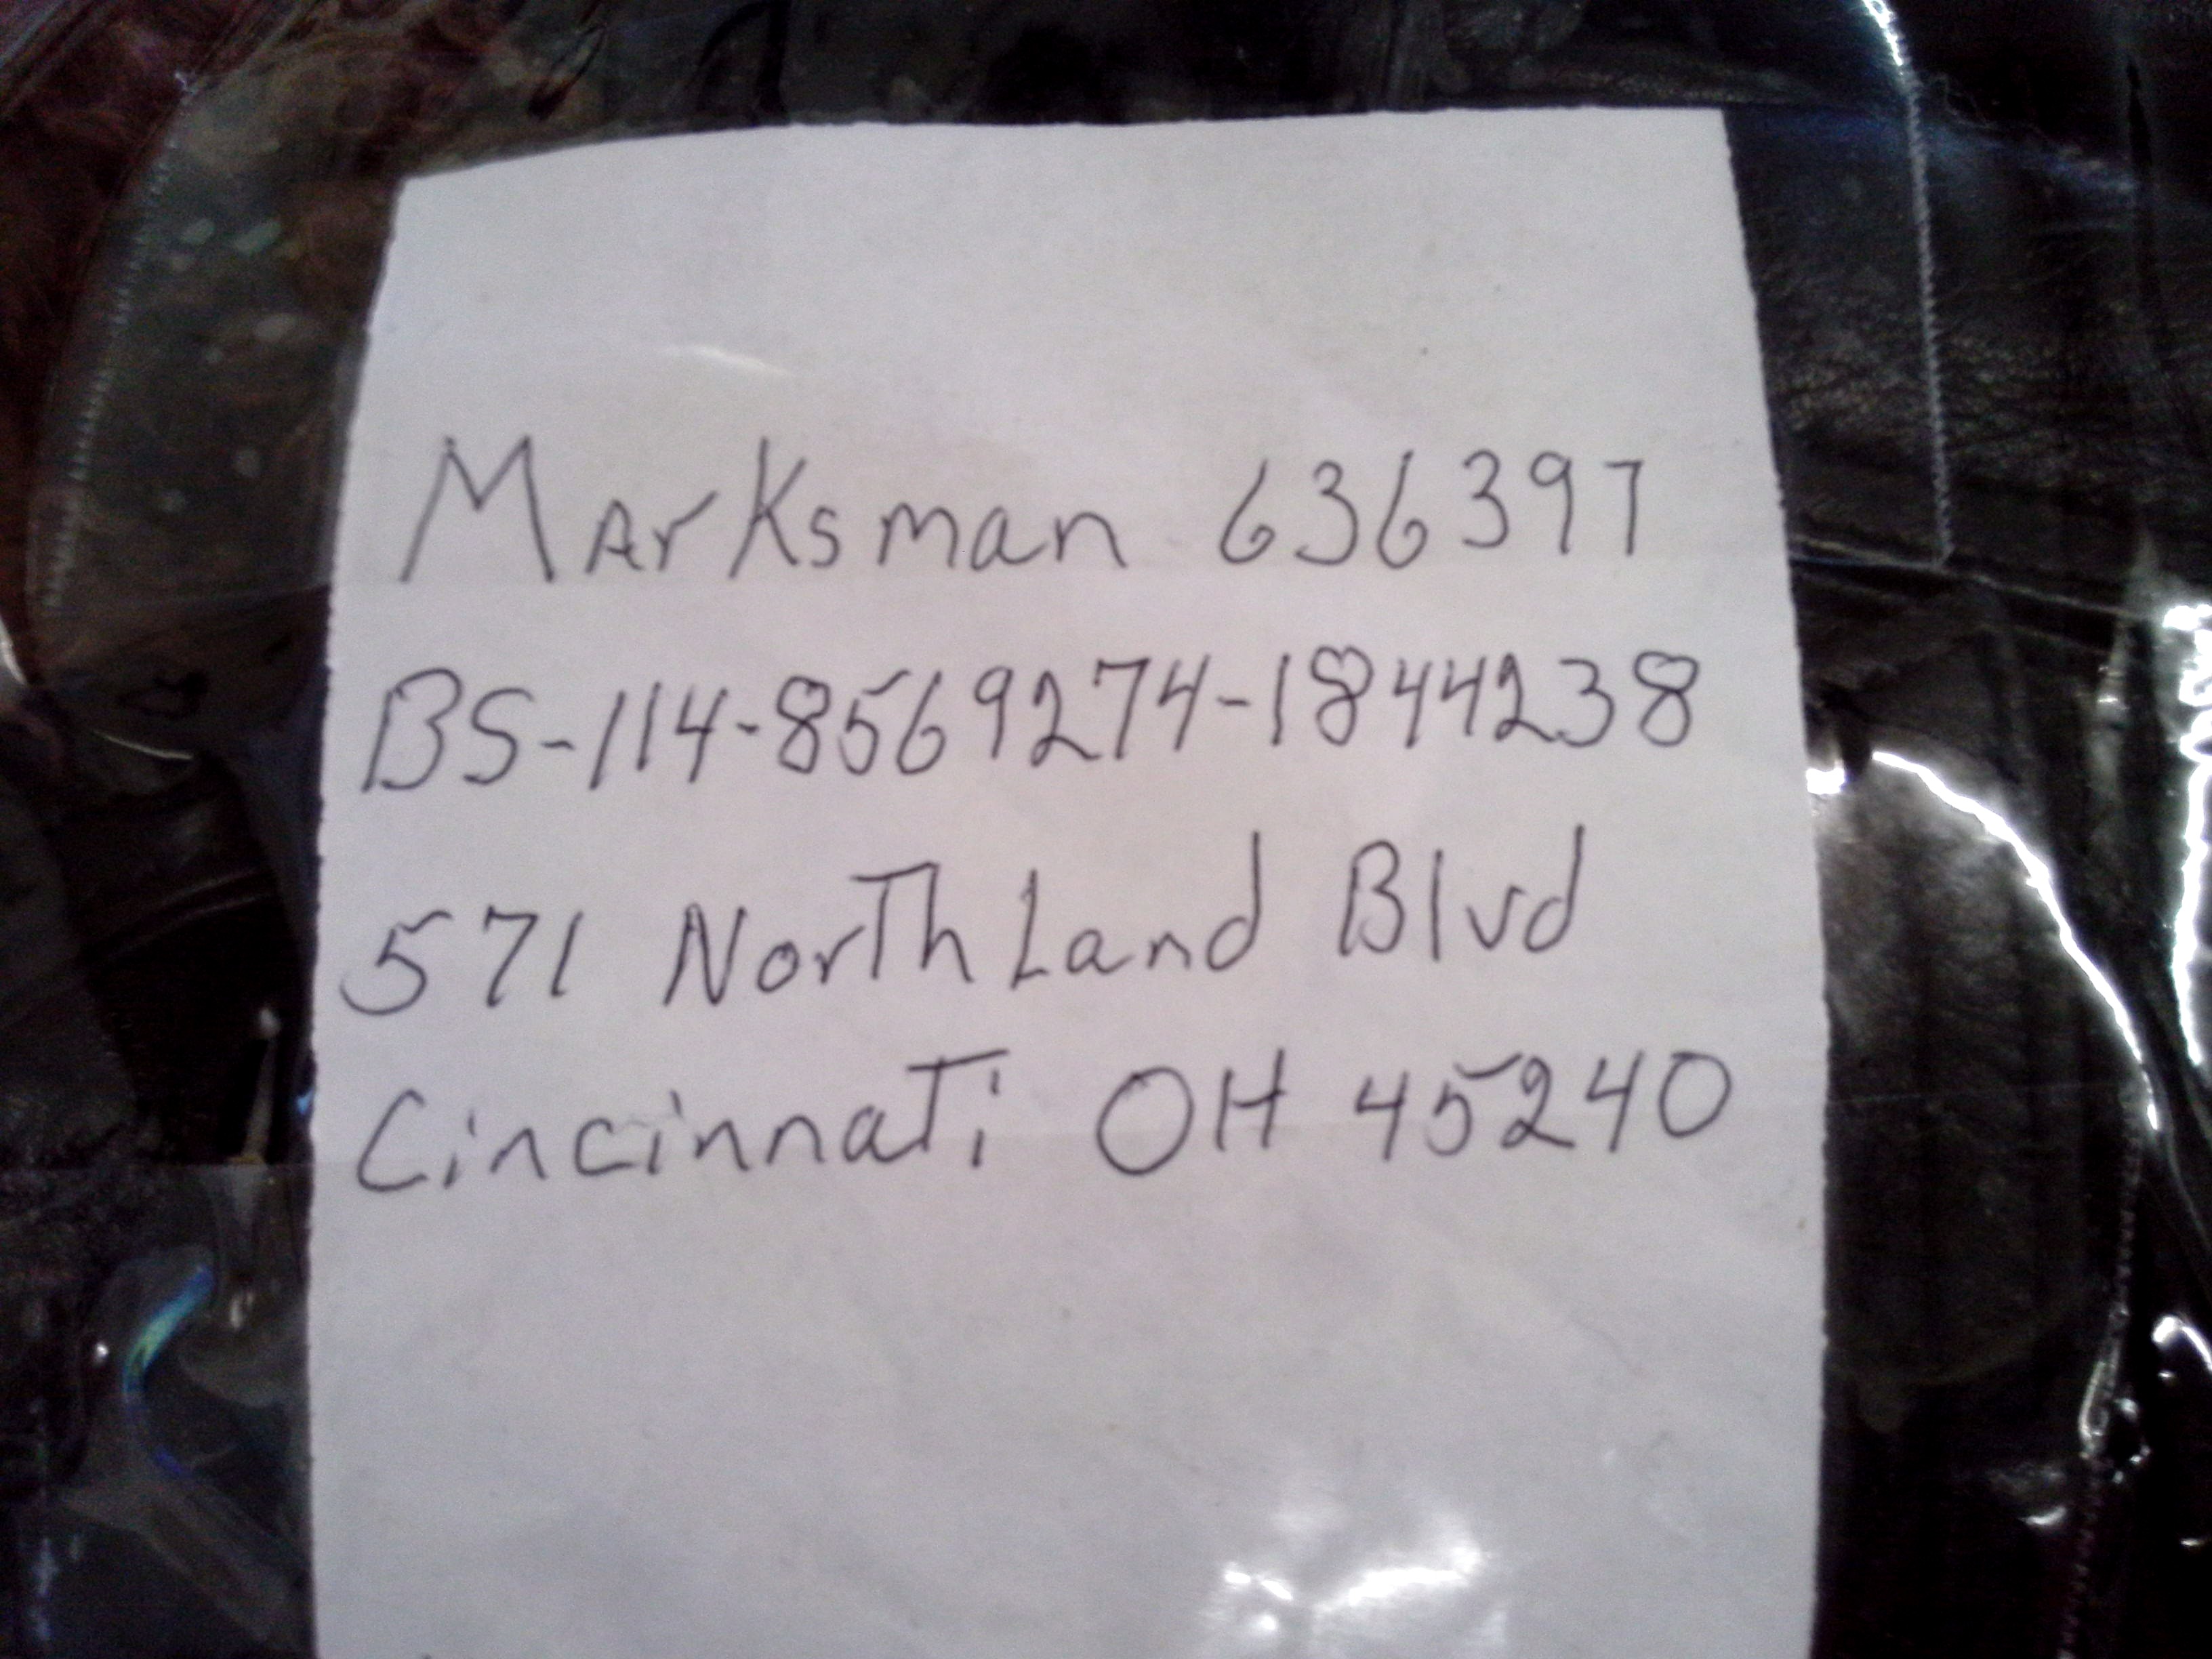 Marksman 636397
BS-114-8569274-1844238
571 NorthLand Blvd
Cincinnati OH 45240